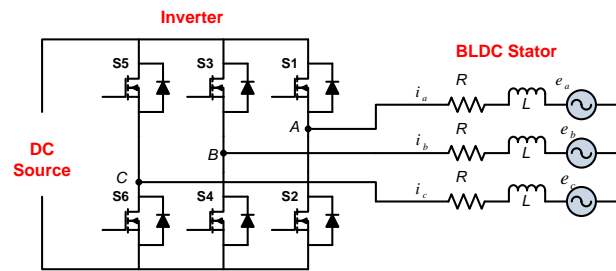 Inverter
BLDC Stator
S5
S3
S1
i_a
R
L
e_a
A
DC
Source
B
i_b
R
L
e_b
C
i_c
R
L
e_c
S6
S4
S2